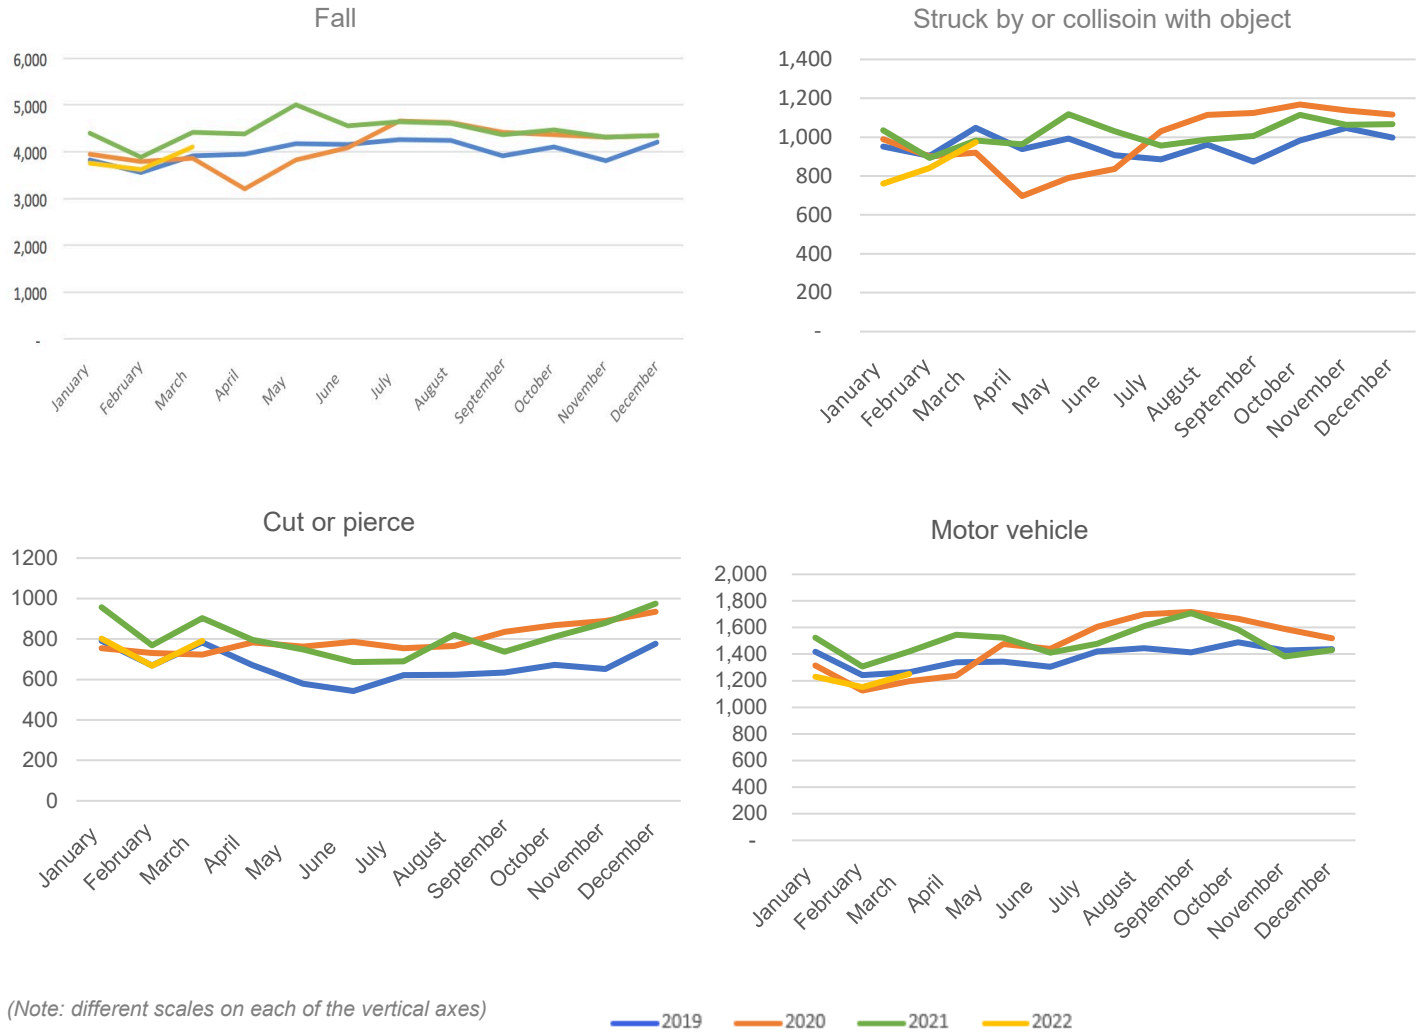 Fall
6,000
5,000
4,000
3,000
2,000
1,000
-
January
February
March
April
May
June
July
August
September
October
November
December
Struck by or collisoin with object
1,400
1,200
1,000
800
600
400
200
-
January
February
March
April
May
June
July
August
September
October
November
December
Cut or pierce
1200
1000
800
600
400
200
0
January
February
March
April
May
June
July
August
September
October
November
December
Motor vehicle
2,000
1,800
1,600
1,400
1,200
1,000
800
600
400
200
-
January
February
March
April
May
June
July
August
September
October
November
December
(Note: different scales on each of the vertical axes)
2019 2020 2021 2022